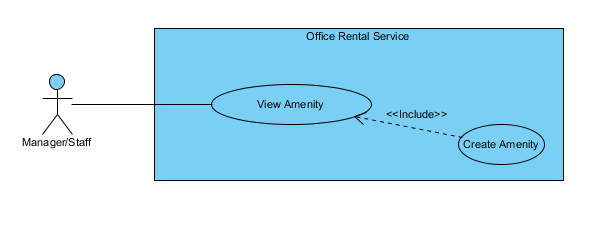 Office Rental Service
View Amenity
<<Include>>
Manager/Staff
Create Amenity